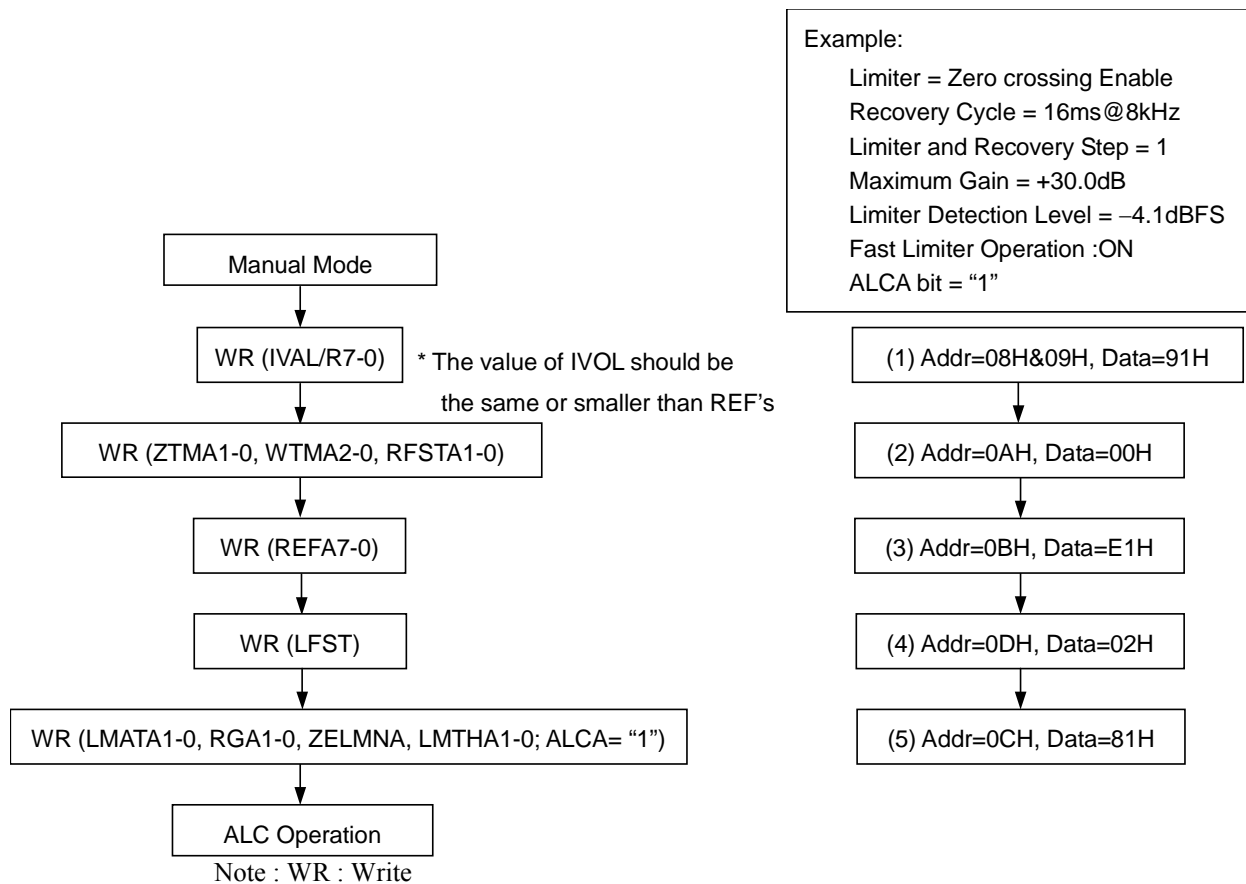 Example:
Limiter = Zero crossing Enable
Recovery Cycle = 16ms@8kHz
Limiter and Recovery Step = 1
Maximum Gain = +30.0dB
Limiter Detection Level = −4.1dBFS
Fast Limiter Operation :ON
ALCA bit = “1”
Manual Mode
WR (IVAL/R7-0)
* The value of IVOL should be
the same or smaller than REF’s
WR (ZTMA1-0, WTMA2-0, RFSTA1-0)
WR (REFA7-0)
WR (LFST)
WR (LMATA1-0, RGA1-0, ZELMNA, LMTHA1-0; ALCA= “1”)
ALC Operation
Note : WR : Write
(1) Addr=08H&09H, Data=91H
(2) Addr=0AH, Data=00H
(3) Addr=0BH, Data=E1H
(4) Addr=0DH, Data=02H
(5) Addr=0CH, Data=81H